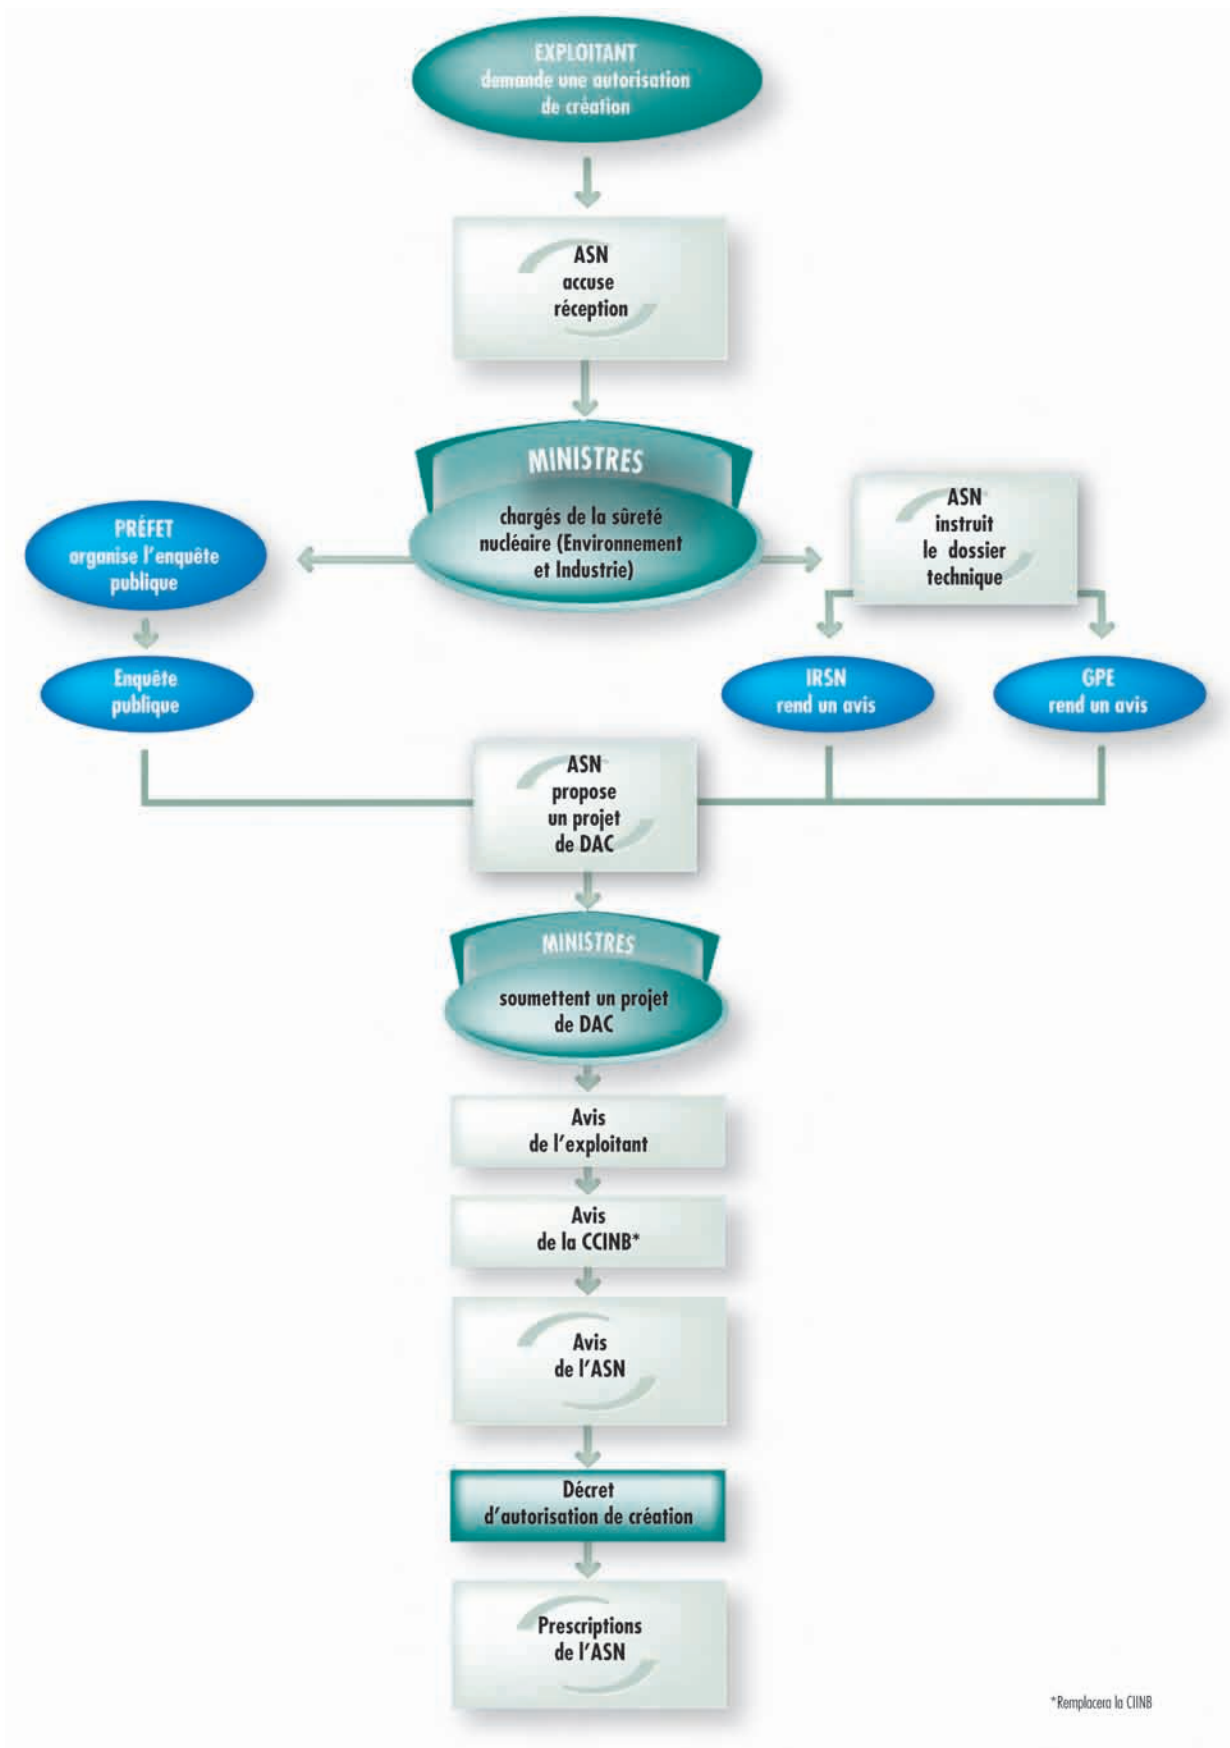 EXPLOITANT
demande une autorisation
de création
ASN
accuse
réception
MINISTRES
chargés de la sûreté
nucléaire (Environnement
et Industrie)
PRÉFET
organise l'enquête
publique
Enquête
publique
ASN
instruit
le dossier
technique
IRSN
rend un avis
GPE
rend un avis
ASN
propose
un projet
de DAC
MINISTRES
soumettent un projet
de DAC
Avis
de l'exploitant
Avis
de la CCINB*
Avis
de l'ASN
Décret
d'autorisation de création
Prescriptions
de l'ASN
*Remplacera la CIINB